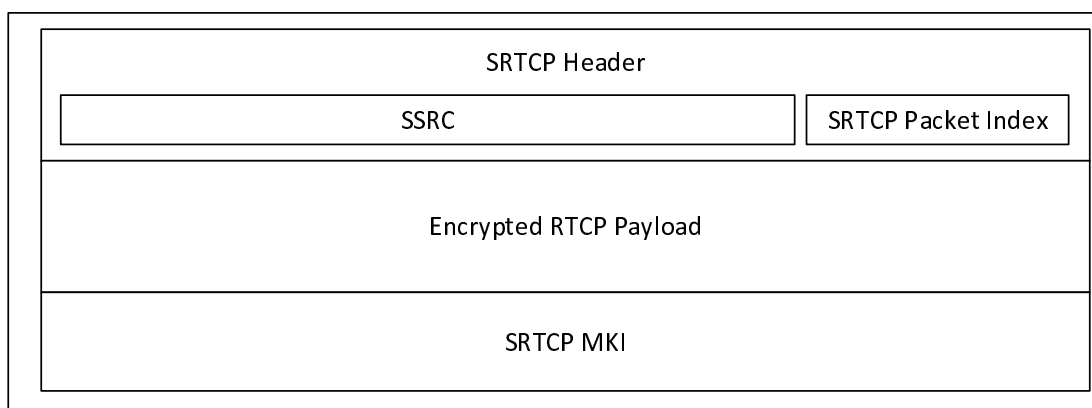 SRTCP Header
SSRC
SRTCP Packet Index
Encrypted RTCP Payload
SRTCP MKI